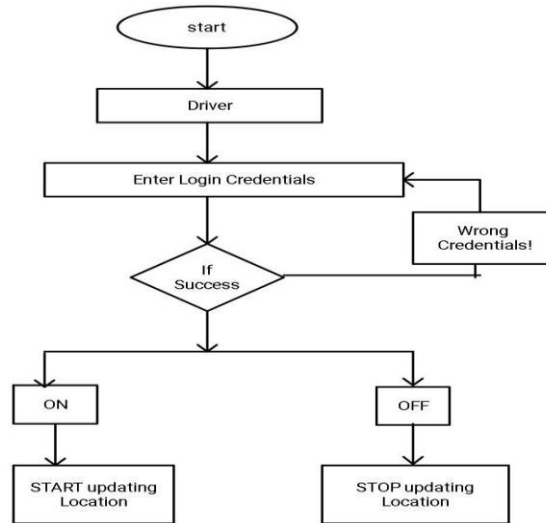 start
Driver
Enter Login Credentials
Wrong
Credentials!
If
Success
ON
OFF
START updating
Location
STOP updating
Location